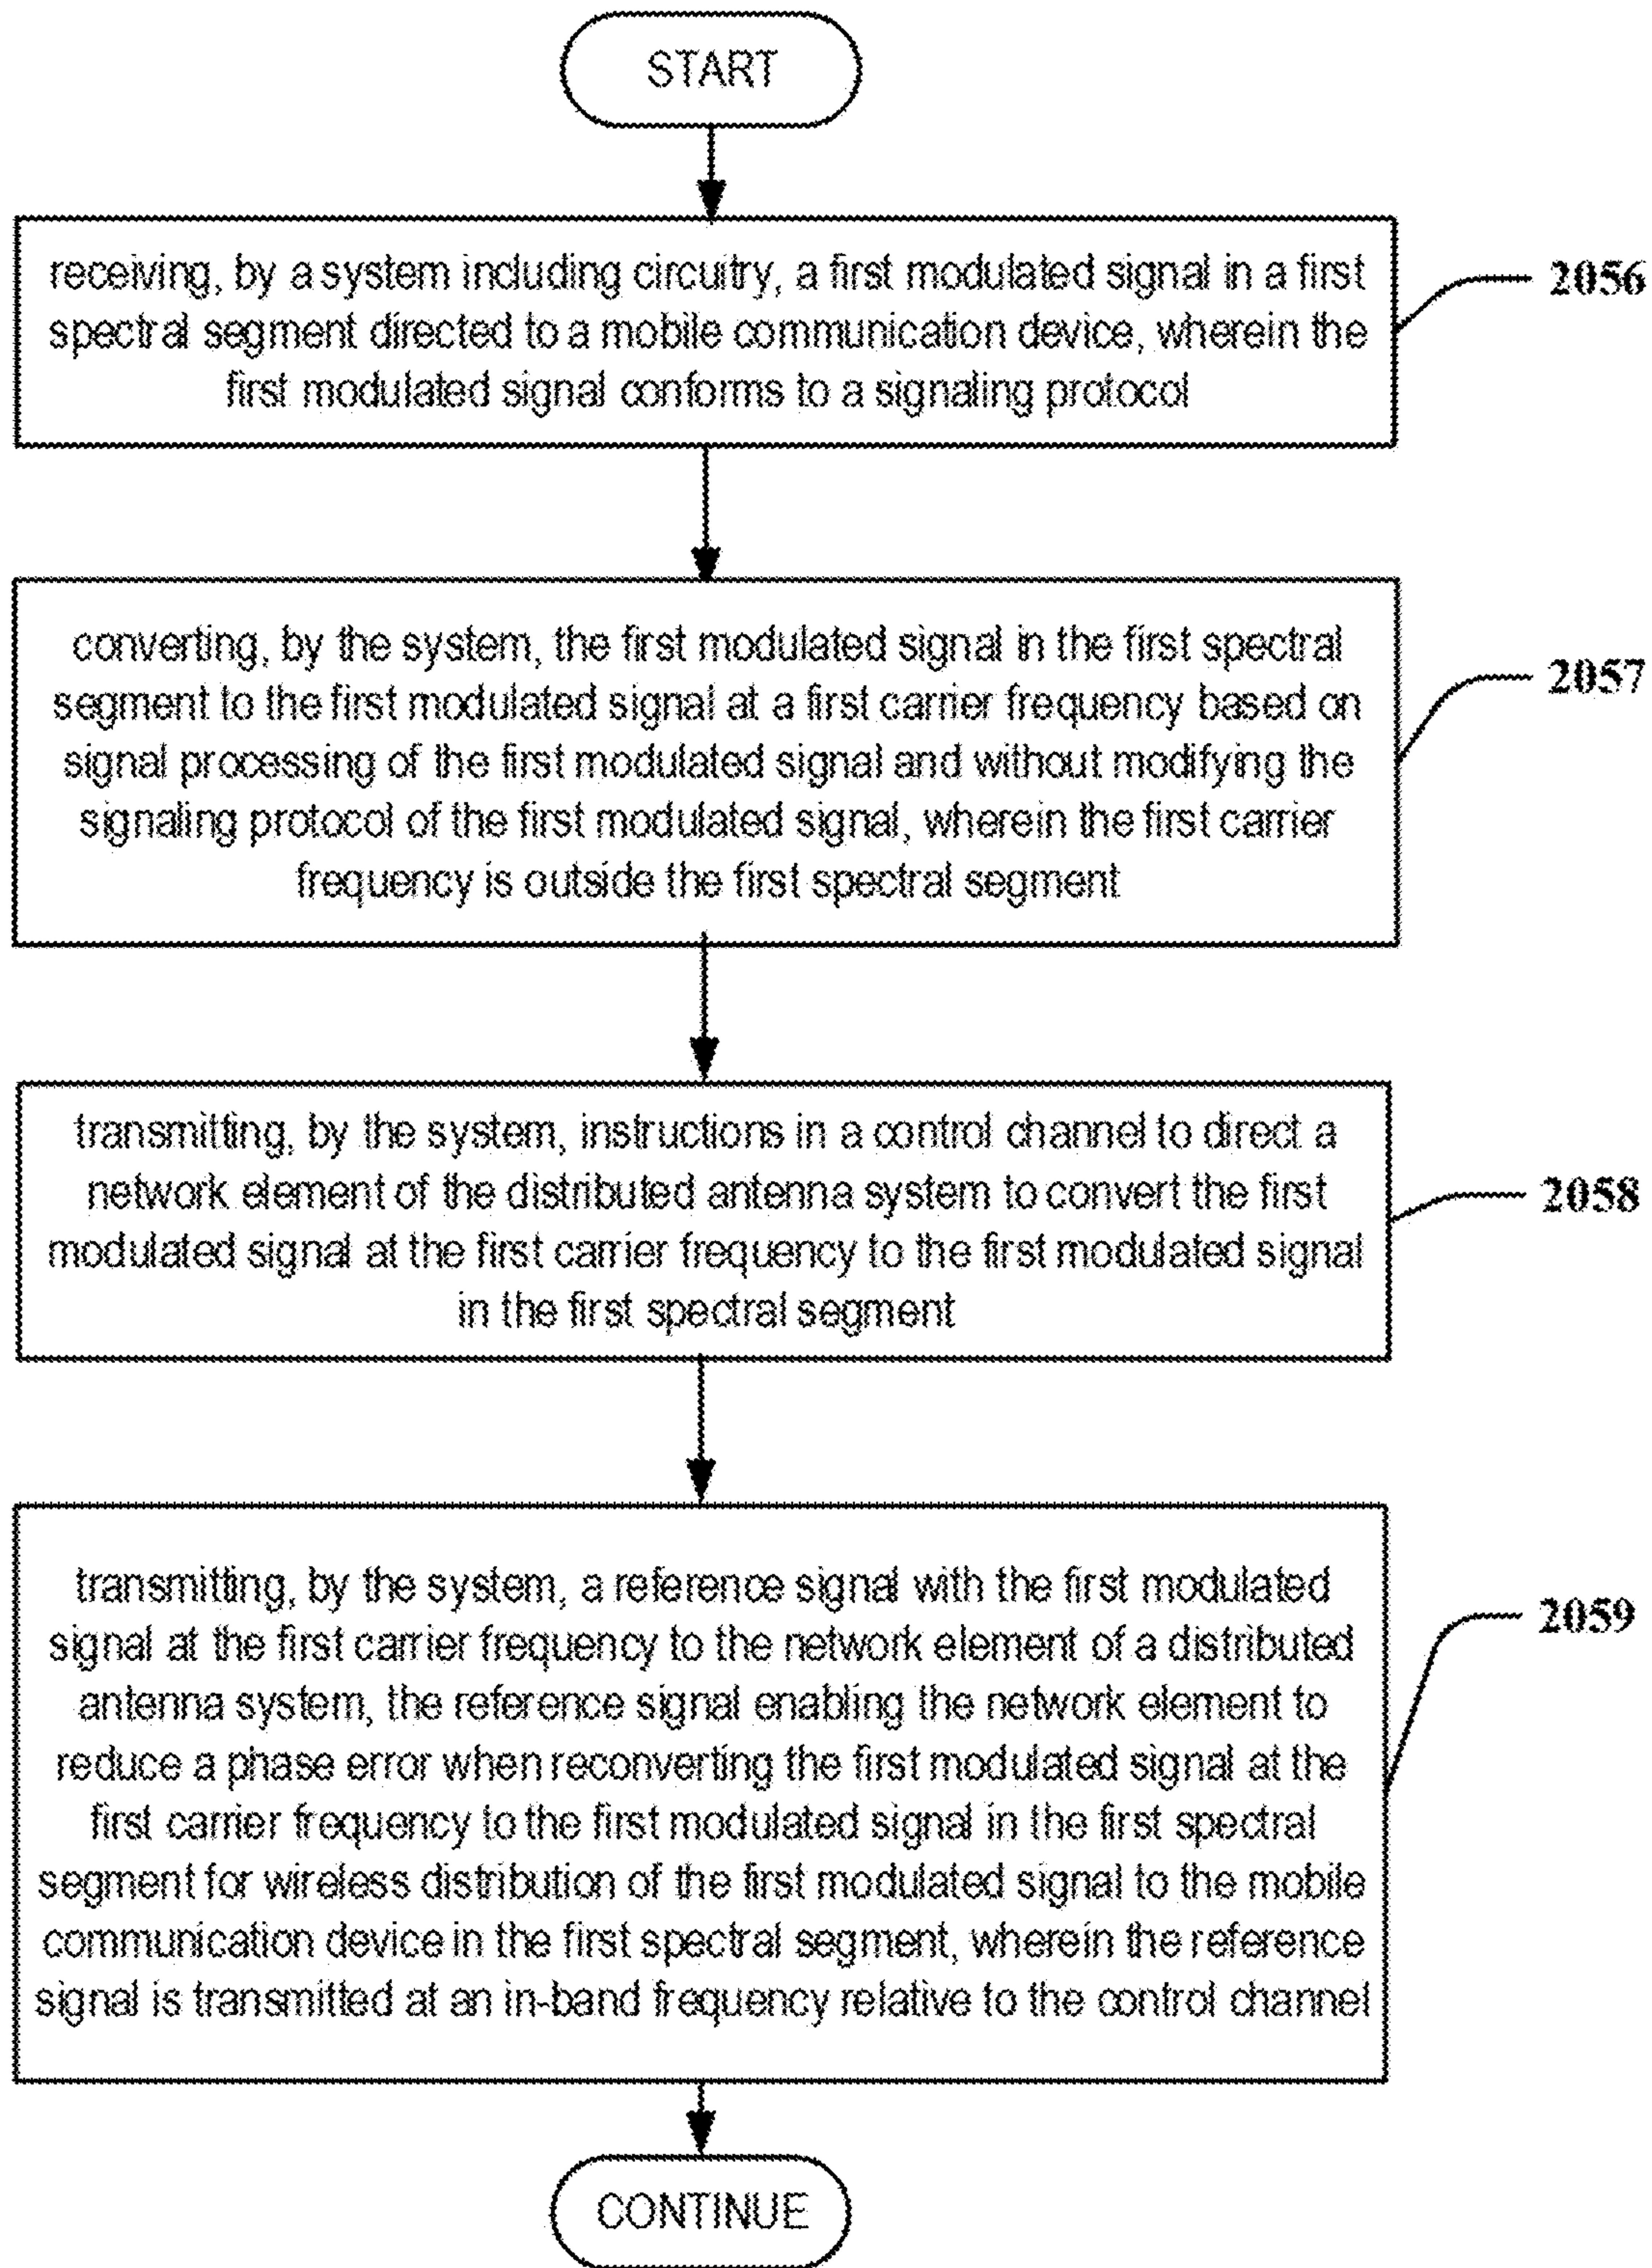 START
receiving, by a system including circuitry, a first modulated signal in a first
spectral segment directed to a mobile communication device, wherein the
first modulated signal conforms to a signaling protocol
2056
converting, by the system, the first modulated signal in the first spectral
segment to the first modulated signal at a first carrier frequency based on
signal processing of the first modulated signal and without modifying the
signaling protocol of the first modulated signal, wherein the first carrier
frequency is outside the first spectral segment
2057
transmitting, by the system, instructions in a control channel to direct a
network element of the distributed antenna system to convert the first
modulated signal at the first carrier frequency to the first modulated signal
in the first spectral segment
2058
transmitting, by the system, a reference signal with the first modulated
signal at the first carrier frequency to the network element of a distributed
antenna system, the reference signal enabling the network element to
reduce a phase error when reconverting the first modulated signal at the
first carrier frequency to the first modulated signal in the first spectral
segment for wireless distribution of the first modulated signal to the mobile
communication device in the first spectral segment, wherein the reference
signal is transmitted at an in-band frequency relative to the control channel
2059
CONTINUE